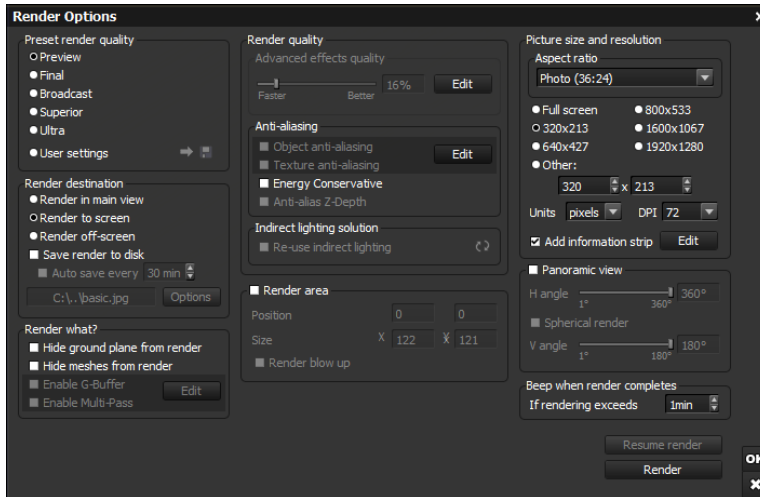 Render Options
Preset render quality
Preview
Final
Broadcast
Superior
Ultra
User settings
Render destination
Render in main view
Render to screen
Render off-screen
Save render to disk
Auto save every 30 min
C:\..\basic.jpg Options
Render what?
Hide ground plane from render
Hide meshes from render
Enable G-Buffer
Edit
Enable Multi-Pass
Render quality
Advanced effects quality
16% Edit
Faster Better
Anti-aliasing
Object anti-aliasing
Edit
Texture anti-aliasing
Energy Conservative
Anti-alias Z-Depth
Indirect lighting solution
Re-use indirect lighting
Render area
Position 0 0
Size X 122 X 121
Render blow up
Picture size and resolution
Aspect ratio
Photo (36:24)
Full screen 800x533
320x213 1600x1067
640x427 1920x1280
Other:
320 x 213
Units pixels DPI 72
Add information strip Edit
Panoramic view
H angle 360°
1° 360°
Spherical render
V angle 180°
1° 180°
Beep when render completes
If rendering exceeds 1min
Resume render
Render
OK